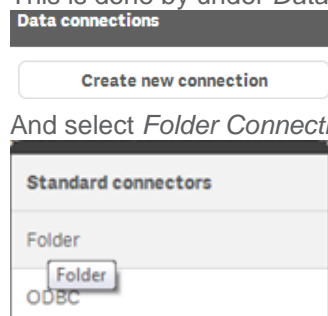 This is done by under Data
Data connections
Create new connection
And select Folder Connecti
Standard connectors
Folder
Folder
ODBC